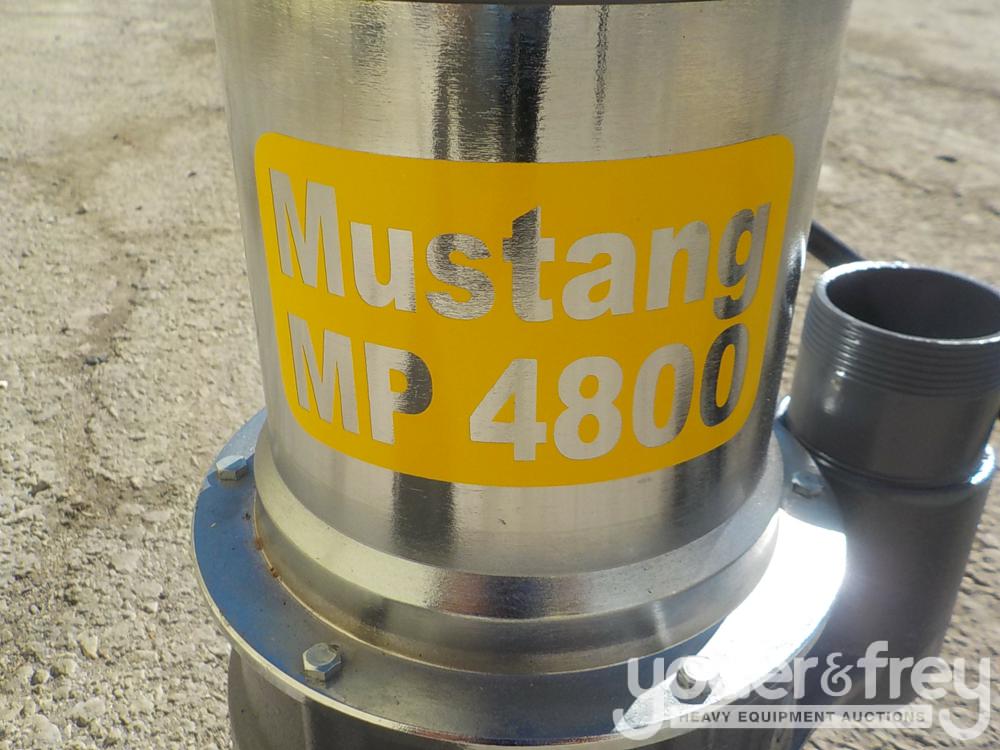 Mustang
MP 4800
yoder&frey
HEAVY EQUIPMENT AUCTIONS